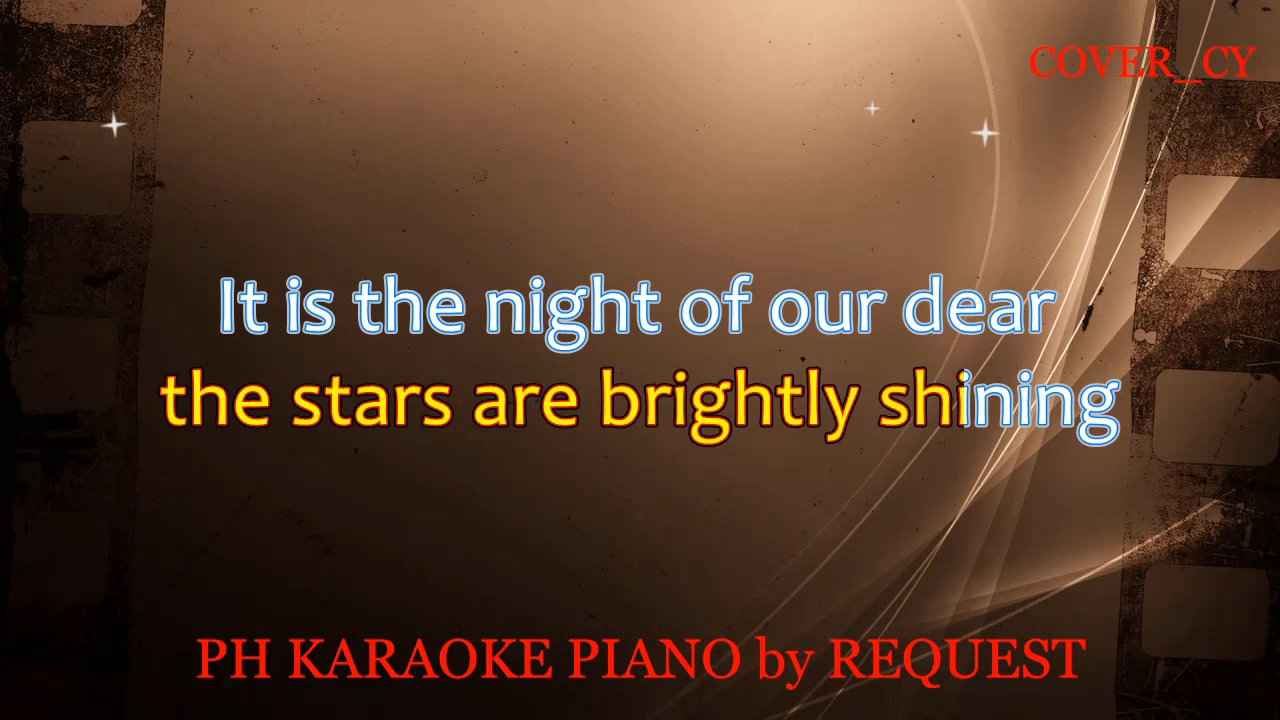 COVER_CY
It is the night of our dear
the stars are brightly shining
PH KARAOKE PIANO by REQUEST